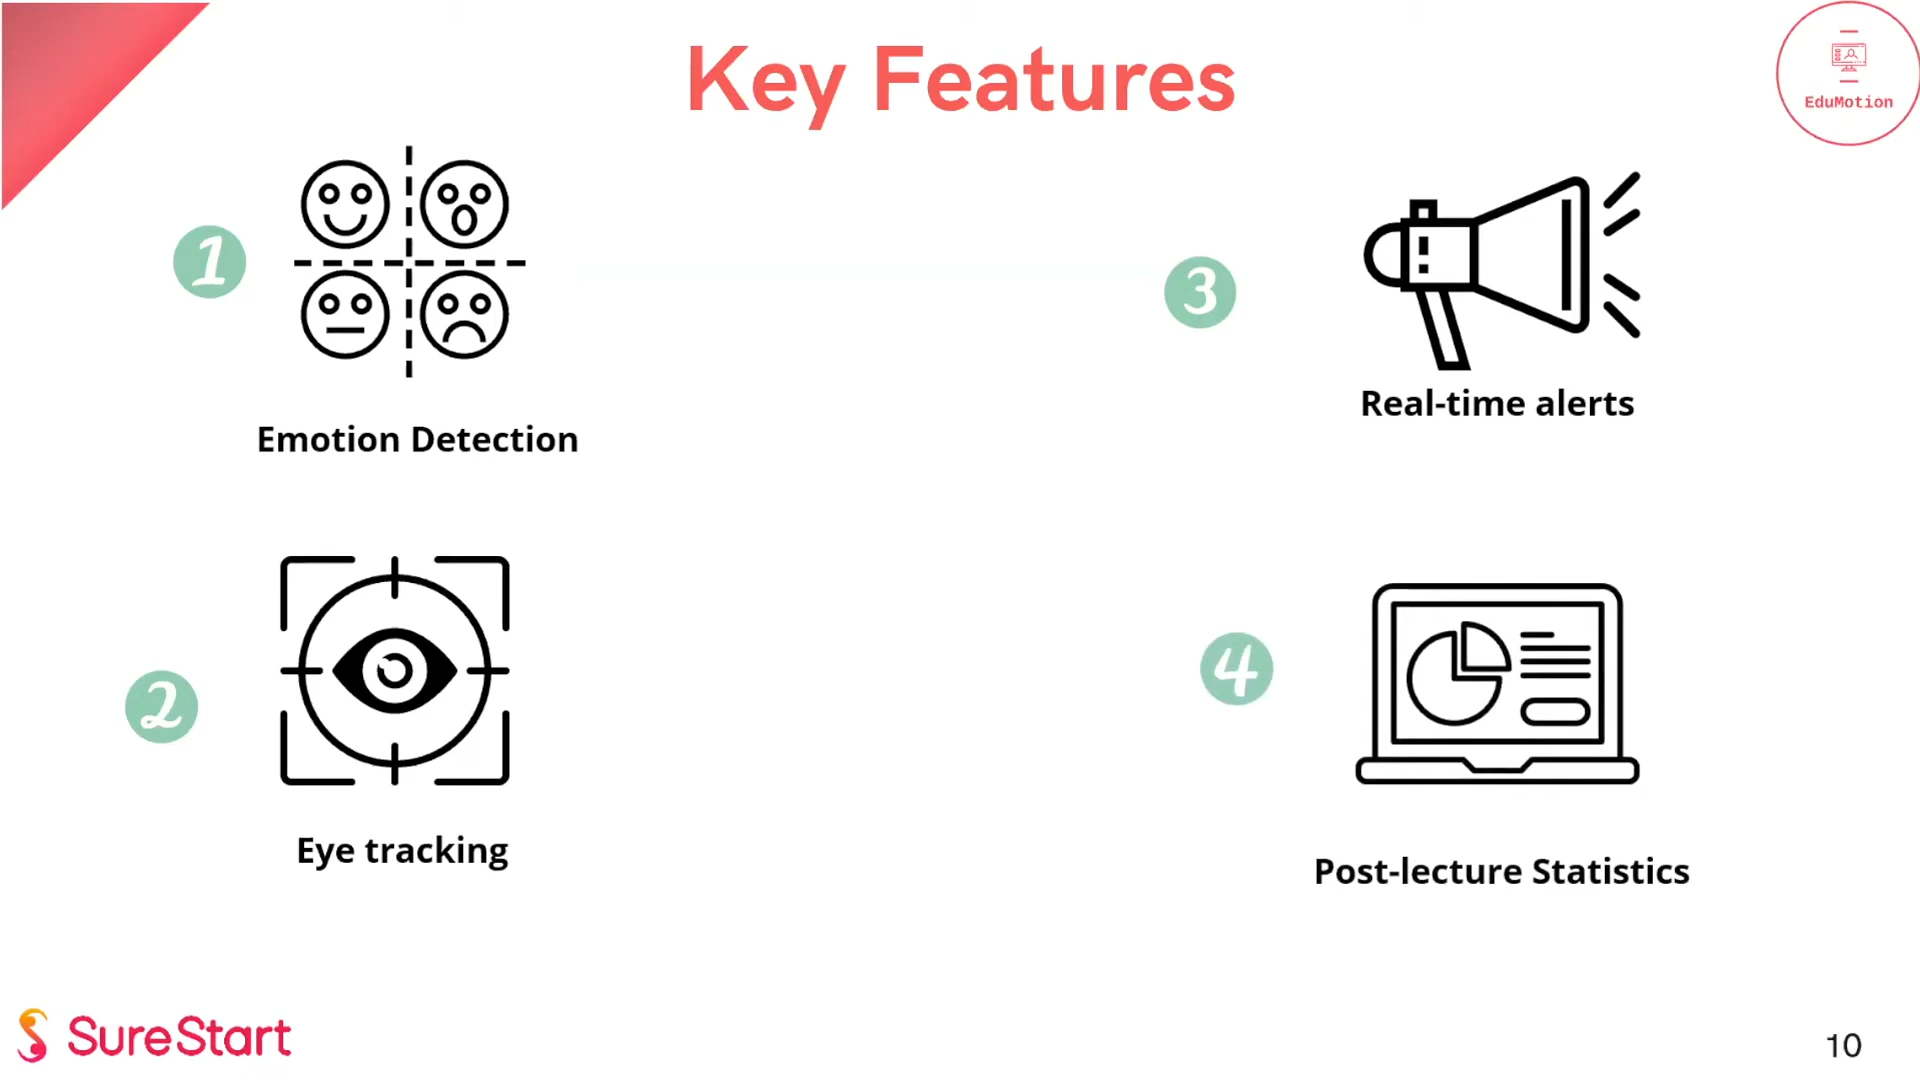 Key Features
EduMotion
1
Emotion Detection
2
Eye tracking
3
Real-time alerts
4
Post-lecture Statistics
SureStart
10